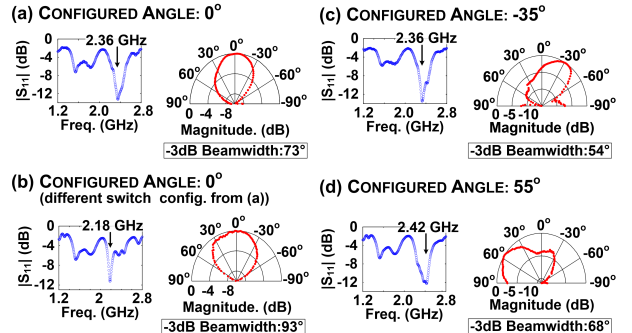 (a) CONFIGURED ANGLE: 0°
|S11| (dB)
0
-4
-8
-12
2.36 GHz
1.2 2.0 2.8
Freq. (GHz)
90° 60° 30° 0° -30° -60° -90°
0 -4 -8
Magnitude. (dB)
-3dB Beamwidth:73°
(c) CONFIGURED ANGLE: -35°
|S11| (dB)
0
-4
-8
-12
2.36 GHz
1.2 2.0 2.8
Freq. (GHz)
90° 60° 30° 0° -30° -60° -90°
0 -5 -10
Magnitude (dB)
-3dB Beamwidth:54°
(b) CONFIGURED ANGLE: 0°
(different switch config. from (a))
|S11| (dB)
0
-4
-8
-12
2.18 GHz
1.2 2.0 2.8
Freq. (GHz)
90° 60° 30° 0° -30° -60° -90°
0 -4 -8
Magnitude. (dB)
-3dB Beamwidth:93°
(d) CONFIGURED ANGLE: 55°
|S11| (dB)
0
-4
-8
-12
2.42 GHz
1.2 2.0 2.8
Freq. (GHz)
90° 60° 30° 0° -30° -60° -90°
0 -5 -10
Magnitude. (dB)
-3dB Beamwidth:68°